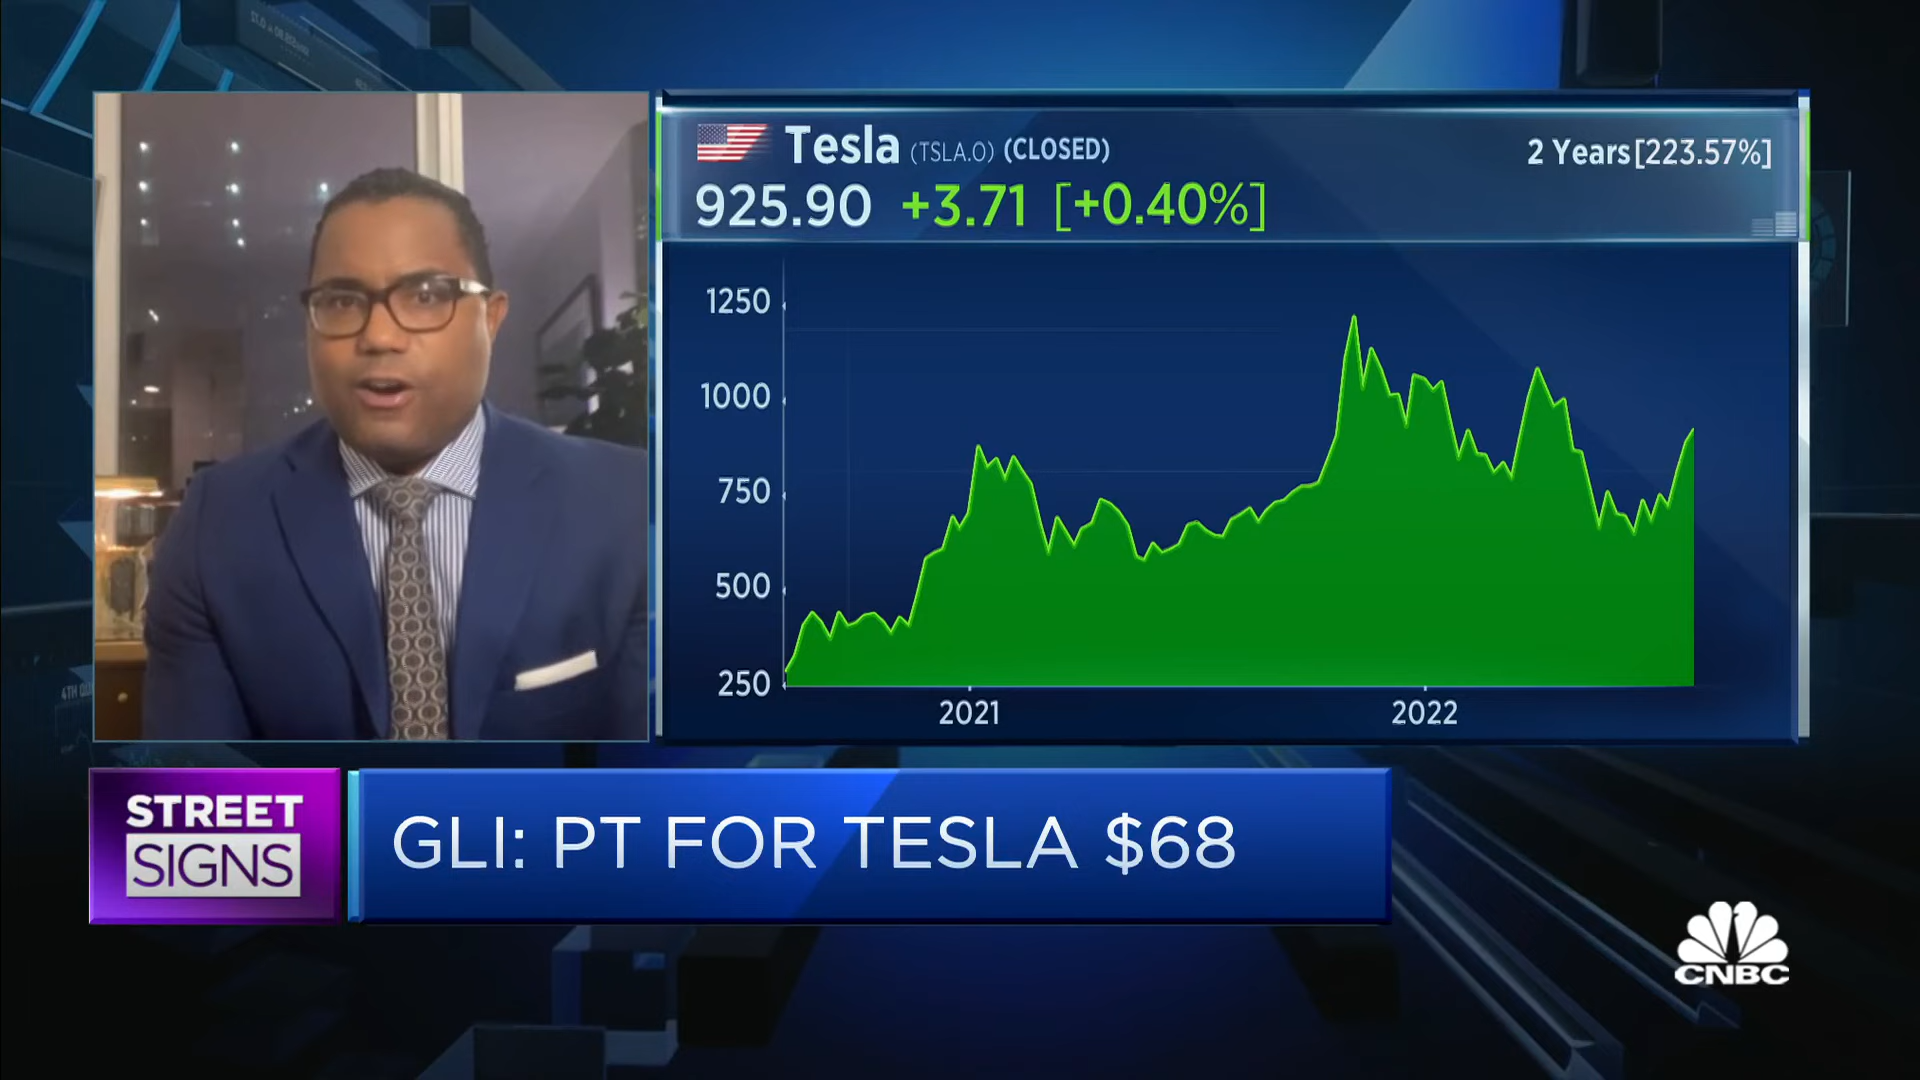 Tesla (TSLA.O) (CLOSED)
2 Years[223.57%]
925.90 +3.71 [+0.40%]
1250
1000
750
500
250
2021
2022
STREET
SIGNS
GLI: PT FOR TESLA $68
CNBC